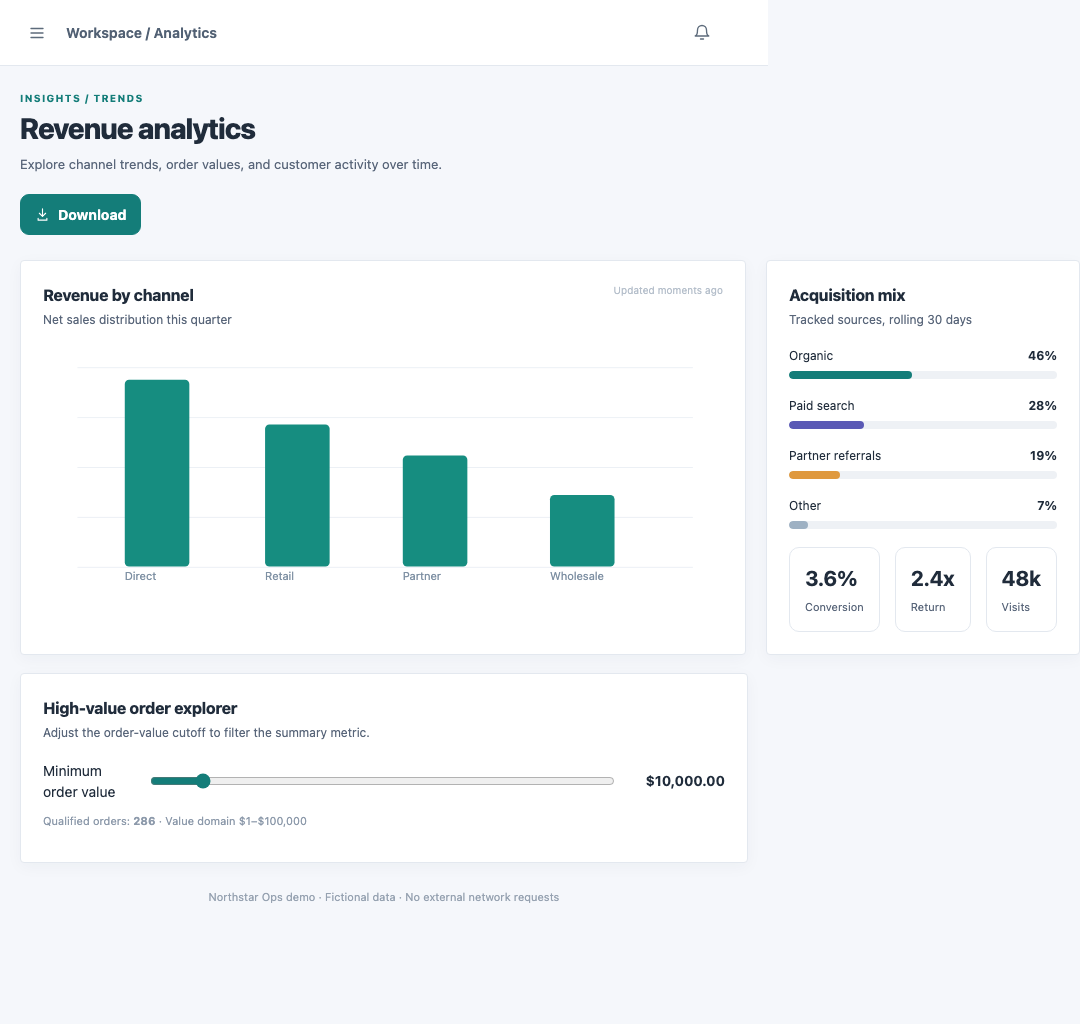 Workspace / Analytics
INSIGHTS / TRENDS
Revenue analytics
Explore channel trends, order values, and customer activity over time.
Download
Revenue by channel
Updated moments ago
Net sales distribution this quarter
Direct
Retail
Partner
Wholesale
Acquisition mix
Tracked sources, rolling 30 days
Organic 46%
Paid search 28%
Partner referrals 19%
Other 7%
3.6%
Conversion
2.4x
Return
48k
Visits
High-value order explorer
Adjust the order-value cutoff to filter the summary metric.
Minimum
order value
$10,000.00
Qualified orders: 286 · Value domain $1–$100,000
Northstar Ops demo · Fictional data · No external network requests